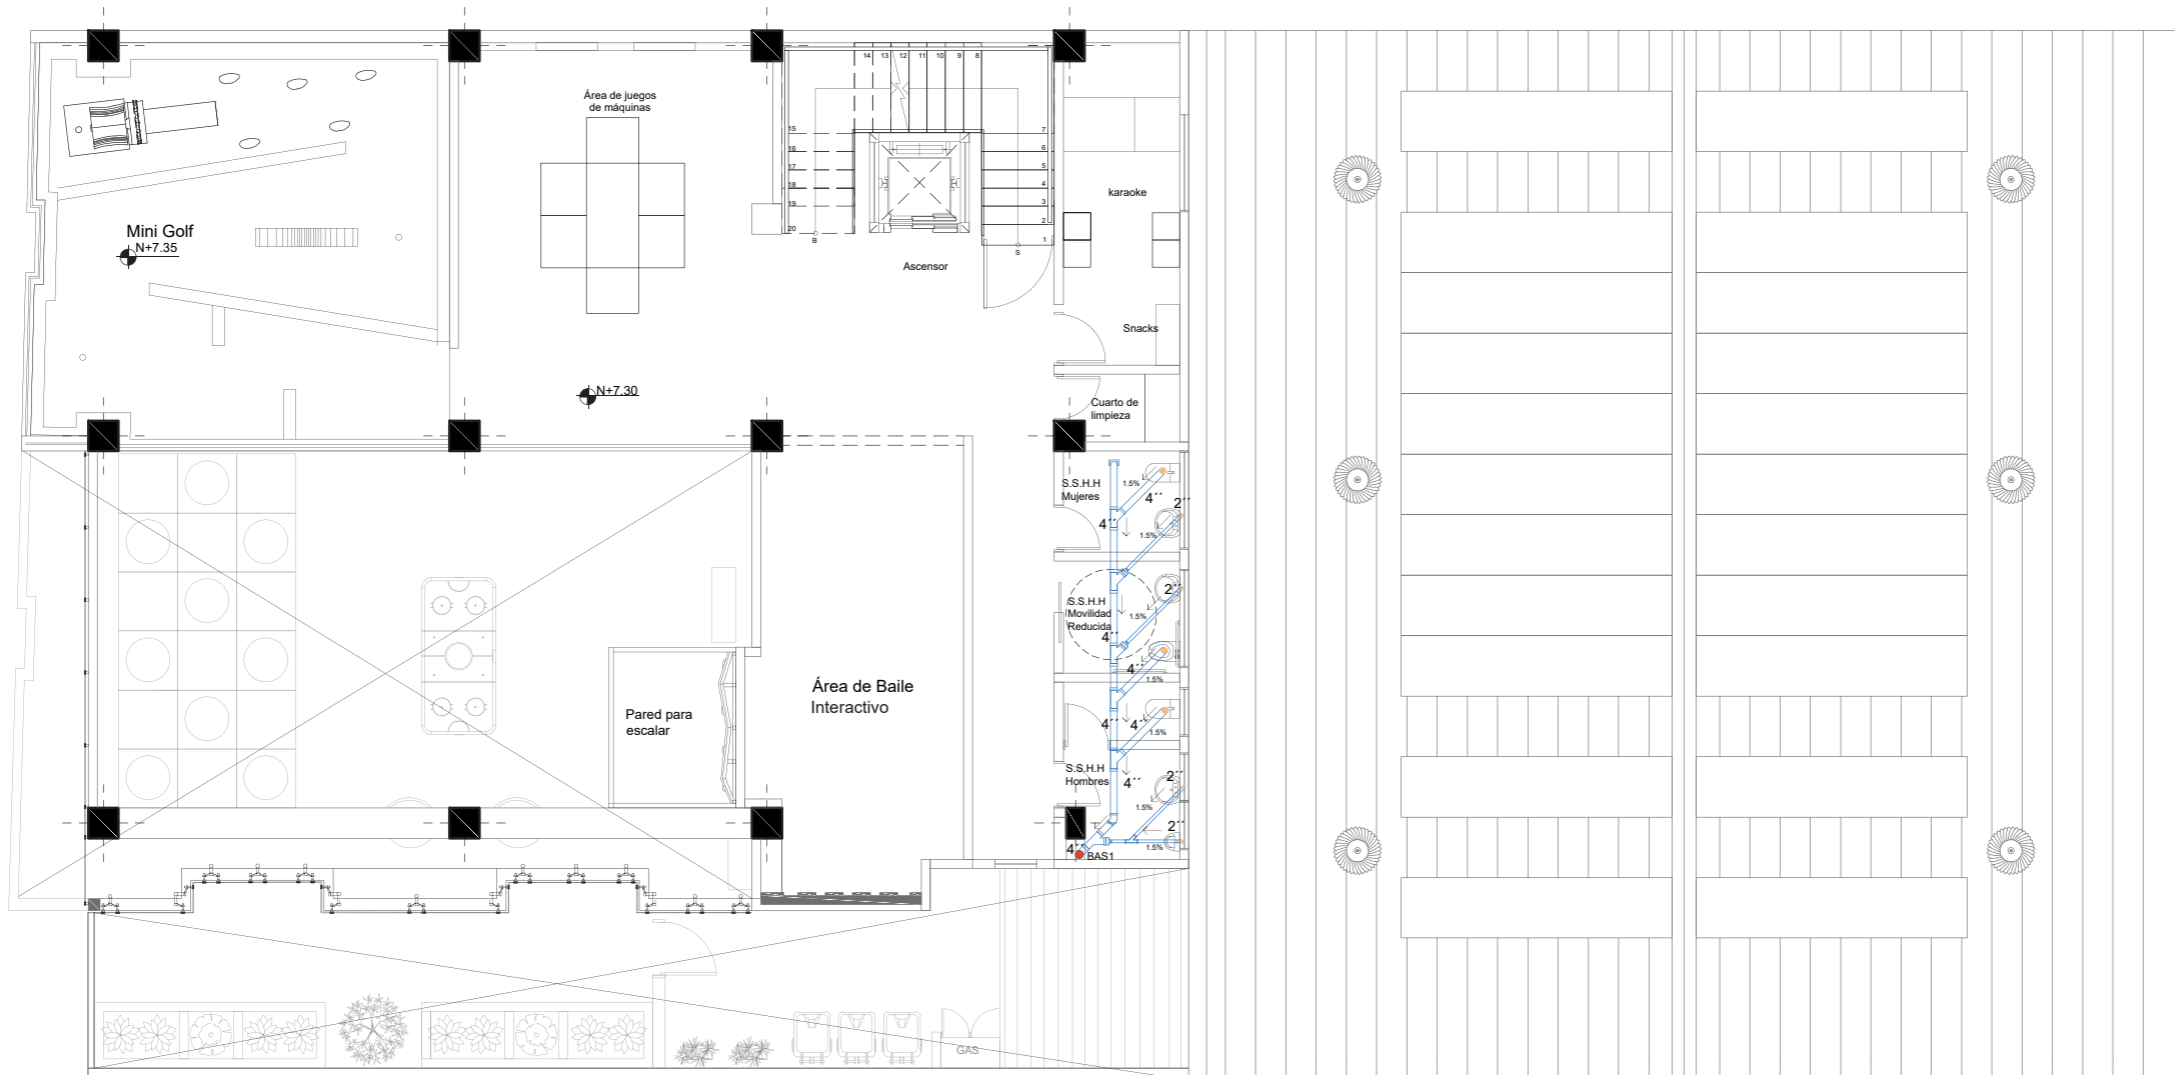 14 13 12 11 10 9 8
Área de juegos
de máquinas
15
16
17
18
19
20
7
6
5
4
3
2
1
B
S
karaoke
Mini Golf
N+7.35
Ascensor
Snacks
N+7.30
Cuarto de
limpieza
S.S.H.H
Mujeres
1.5%
4´´
2´´
4´´
1.5%
S.S.H.H
Movilidad
Reducida
2´´
1.5%
4´´
4´´
1.5%
Área de Baile
Interactivo
Pared para
escalar
4´´
4´´
1.5%
S.S.H.H
Hombres
4´´
2´´
1.5%
2´´
1.5%
4´´
BAS1
GAS